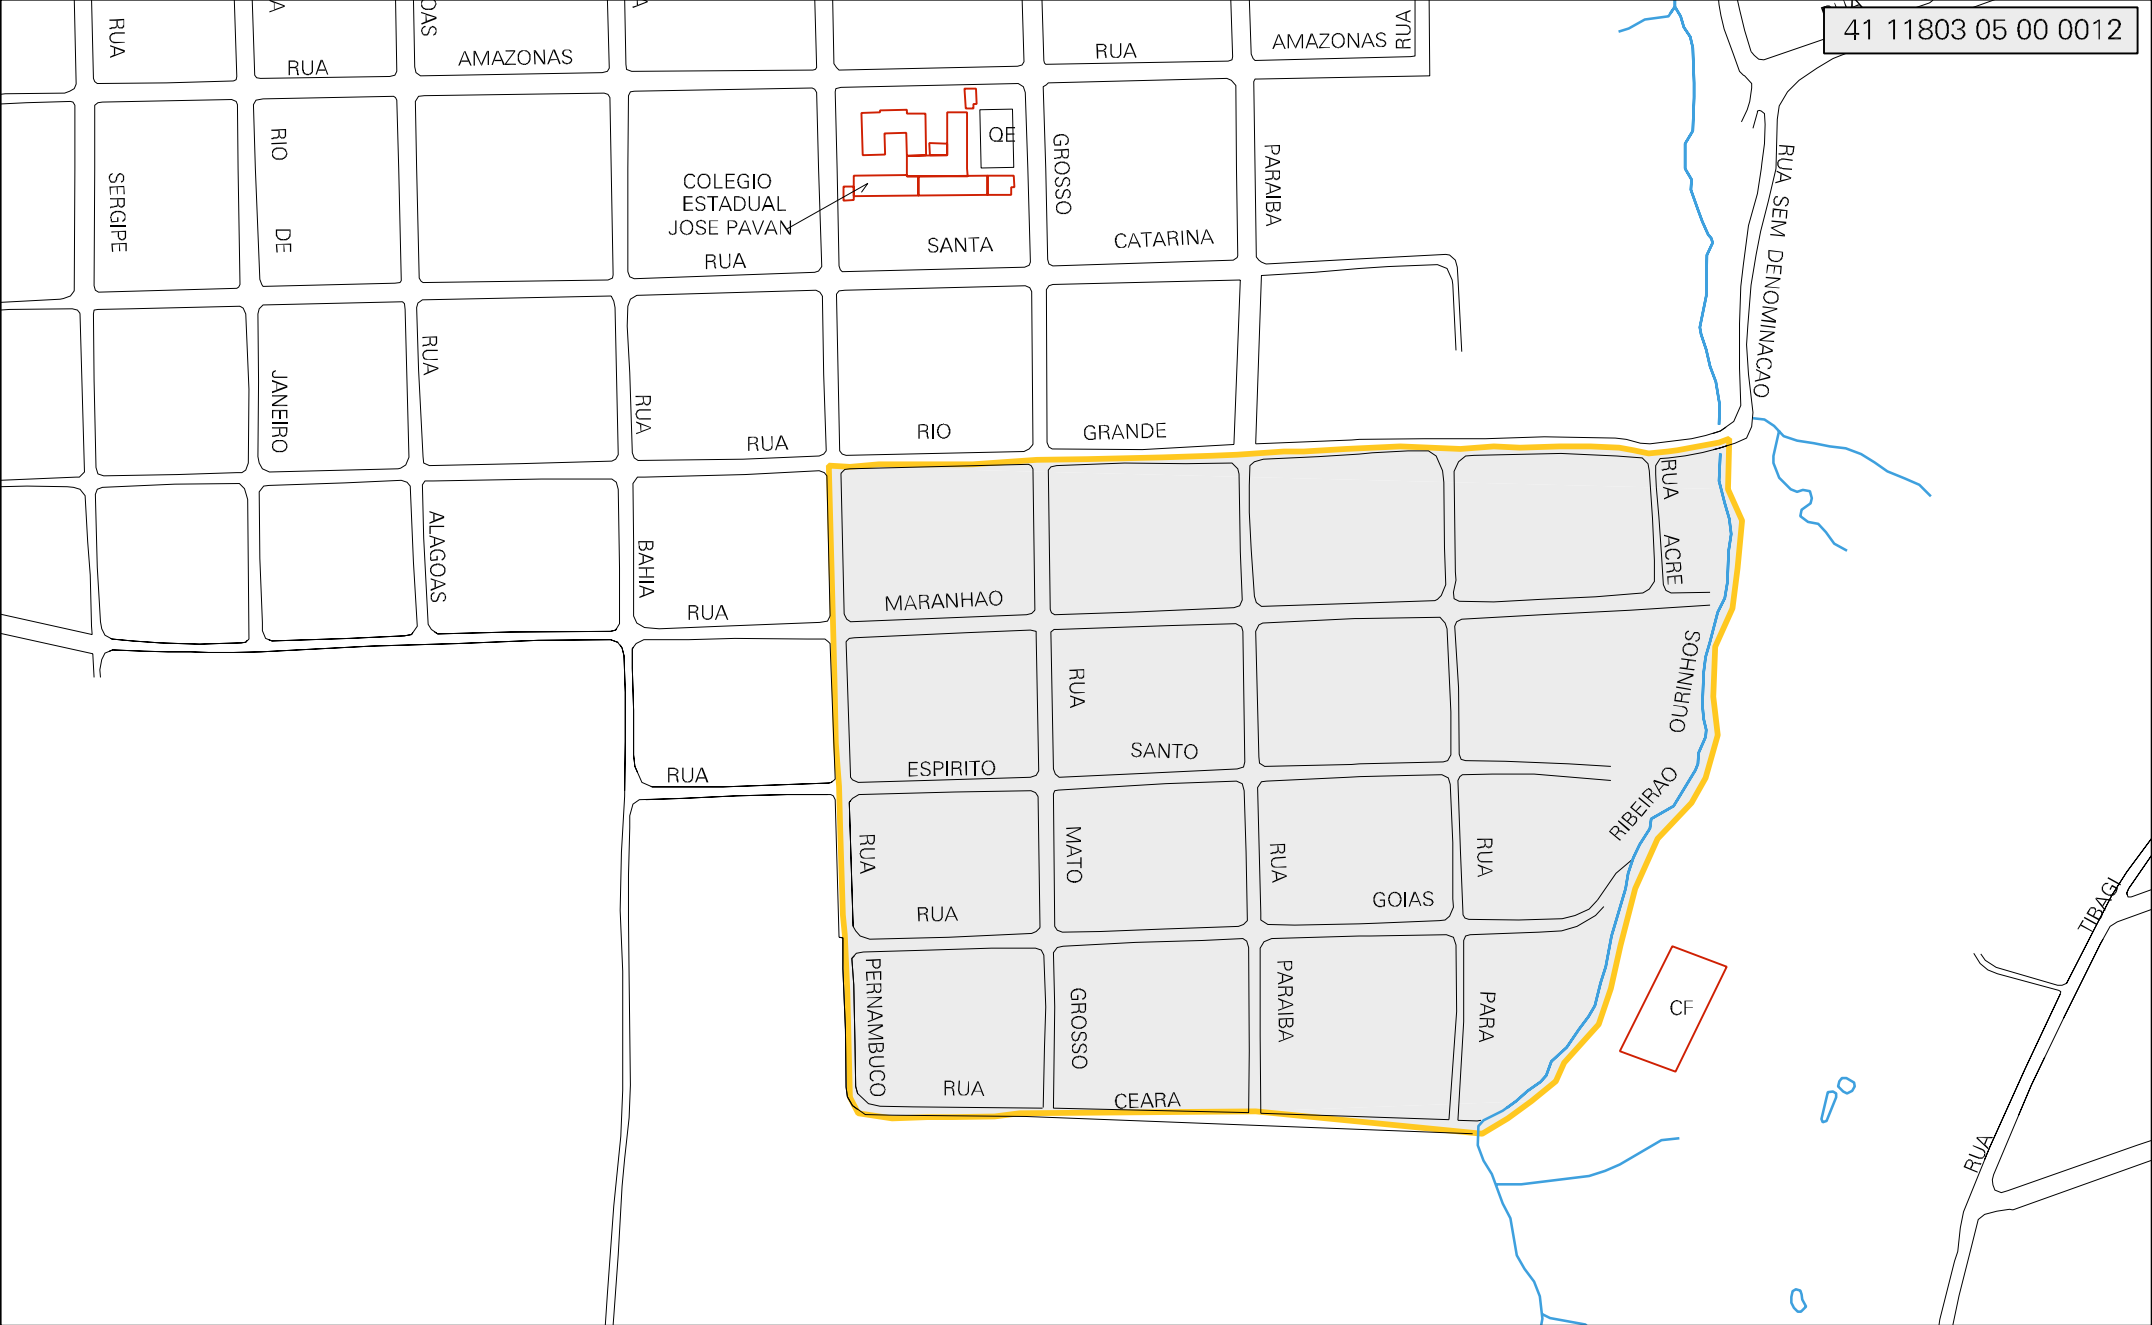 41 11803 05 00 0012
RUA
RUA
OAS
AMAZONAS
RUA
AMAZONAS
RUA
SERGIPE
RIO
DE
JANEIRO
COLEGIO
ESTADUAL
JOSE PAVAN
QE
GROSSO
PARAIBA
RUA SEM DENOMINACAO
RUA
SANTA
CATARINA
RUA
RUA
RUA
RIO
GRANDE
ALAGOAS
BAHIA
RUA
MARANHAO
RUA
ACRE
RUA
ESPIRITO
SANTO
RUA
RIBEIRAO
OURINHOS
RUA
MATO
RUA
RUA
RUA
GOIAS
PERNAMBUCO
GROSSO
PARAIBA
PARA
RUA
CEARA
CF
RUA
TIBAGI